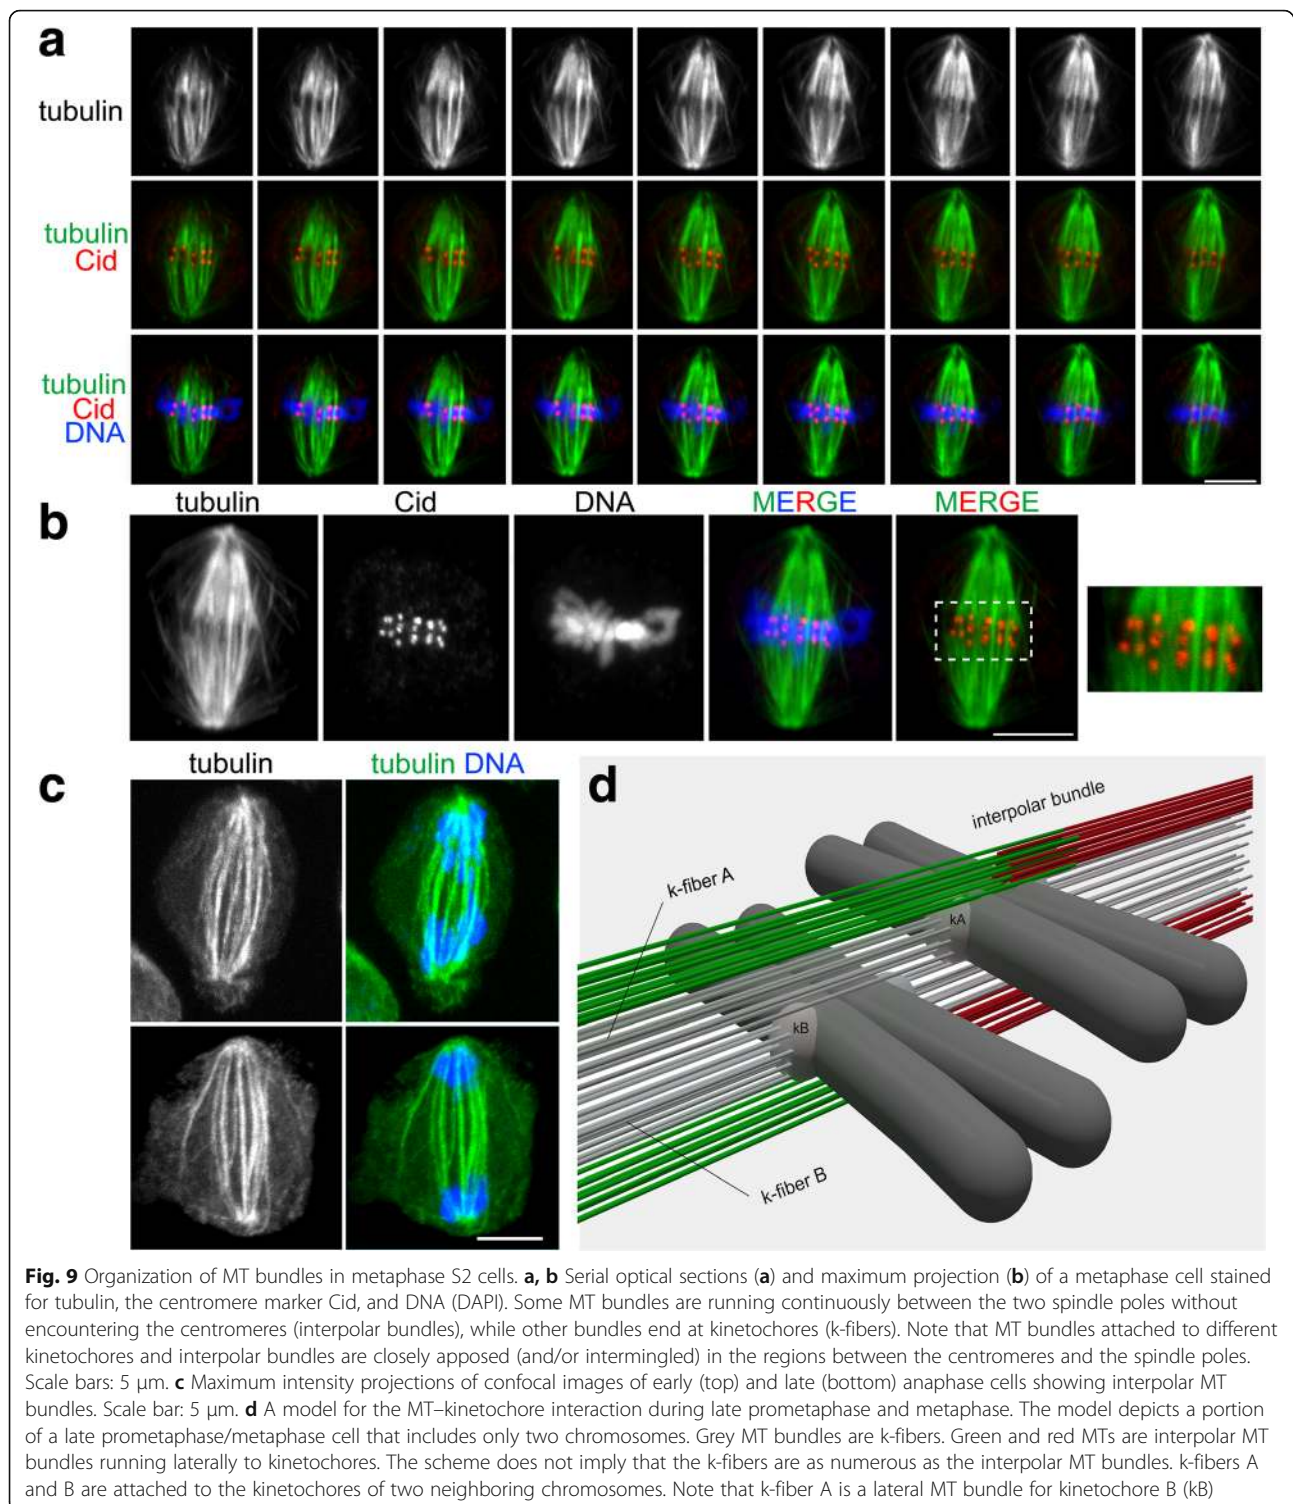 a
tubulin
tubulin
Cid
tubulin
Cid
DNA
b
tubulin Cid DNA MERGE MERGE
c
tubulin tubulin DNA
d
interpolar bundle
k-fiber A
kA
kB
k-fiber B
Fig. 9 Organization of MT bundles in metaphase S2 cells. a, b Serial optical sections (a) and maximum projection (b) of a metaphase cell stained
for tubulin, the centromere marker Cid, and DNA (DAPI). Some MT bundles are running continuously between the two spindle poles without
encountering the centromeres (interpolar bundles), while other bundles end at kinetochores (k-fibers). Note that MT bundles attached to different
kinetochores and interpolar bundles are closely apposed (and/or intermingled) in the regions between the centromeres and the spindle poles.
Scale bars: 5 μm. c Maximum intensity projections of confocal images of early (top) and late (bottom) anaphase cells showing interpolar MT
bundles. Scale bar: 5 μm. d A model for the MT–kinetochore interaction during late prometaphase and metaphase. The model depicts a portion
of a late prometaphase/metaphase cell that includes only two chromosomes. Grey MT bundles are k-fibers. Green and red MTs are interpolar MT
bundles running laterally to kinetochores. The scheme does not imply that the k-fibers are as numerous as the interpolar MT bundles. k-fibers A
and B are attached to the kinetochores of two neighboring chromosomes. Note that k-fiber A is a lateral MT bundle for kinetochore B (kB)